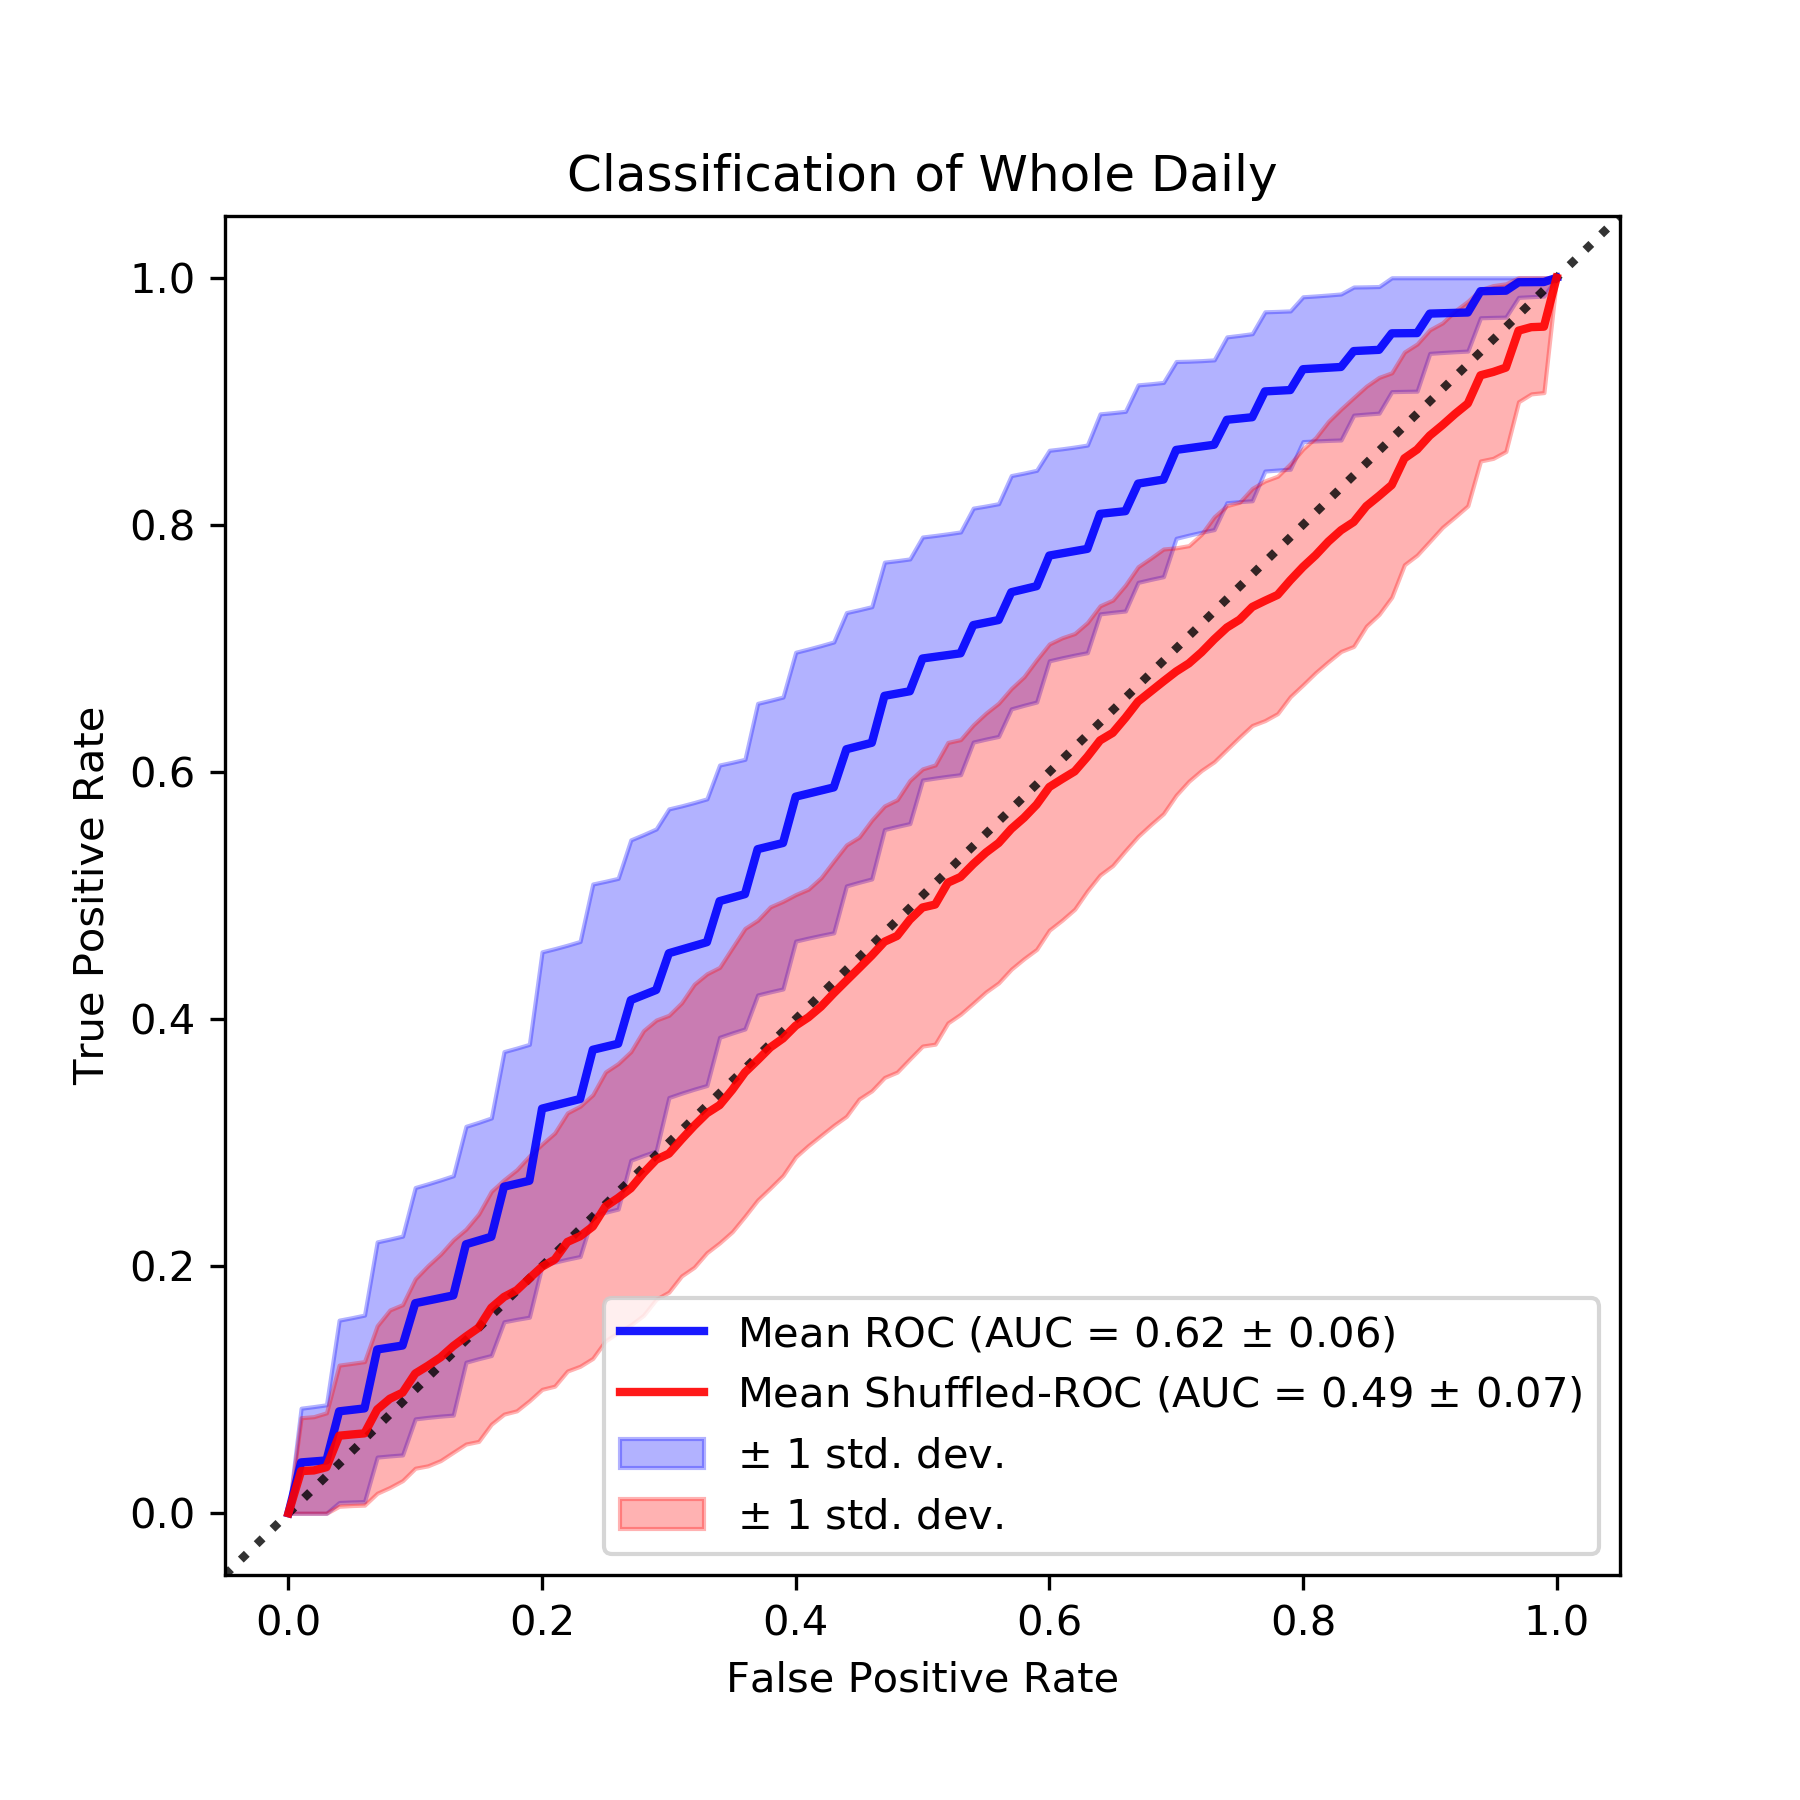 Classification of Whole Daily
True Positive Rate
1.0
0.8
0.6
0.4
0.2
0.0
Mean ROC (AUC = 0.62 ± 0.06)
Mean Shuffled-ROC (AUC = 0.49 ± 0.07)
± 1 std. dev.
± 1 std. dev.
0.0 0.2 0.4 0.6 0.8 1.0
False Positive Rate